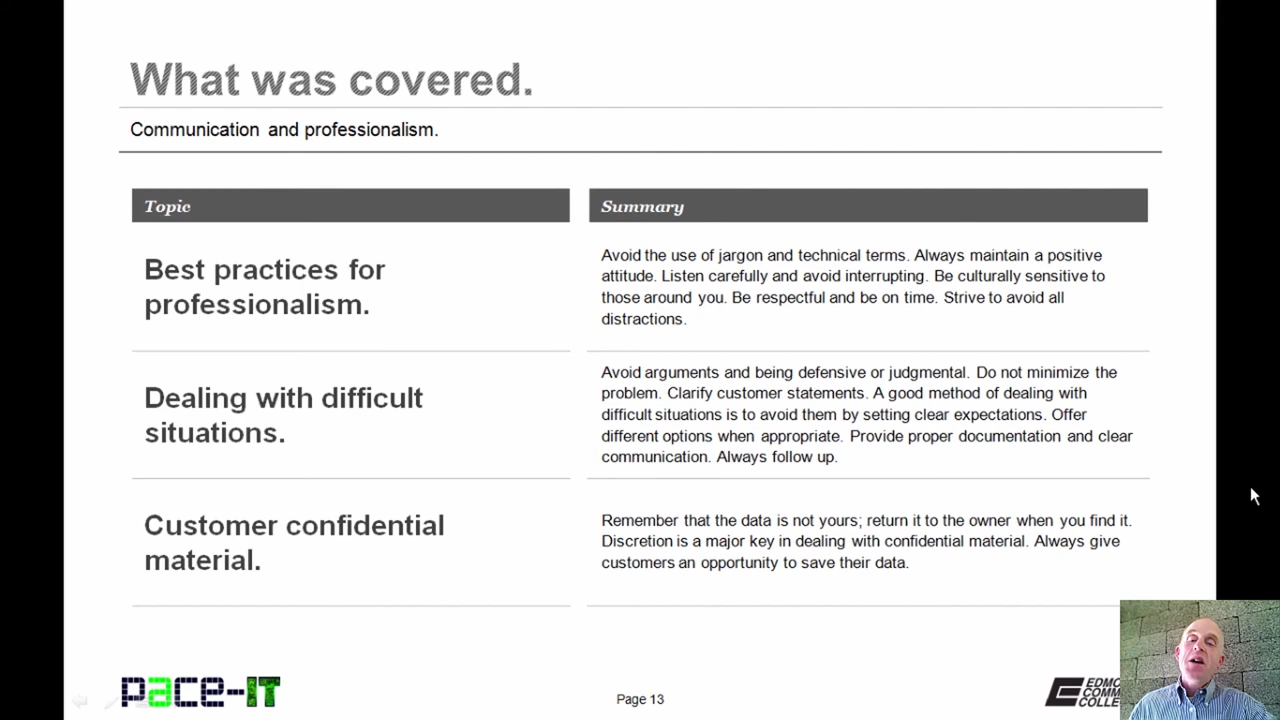 What was covered.
Communication and professionalism.
Topic
Summary
Best practices for
professionalism.
Avoid the use of jargon and technical terms. Always maintain a positive
attitude. Listen carefully and avoid interrupting. Be culturally sensitive to
those around you. Be respectful and be on time. Strive to avoid all
distractions.
Dealing with difficult
situations.
Avoid arguments and being defensive or judgmental. Do not minimize the
problem. Clarify customer statements. A good method of dealing with
difficult situations is to avoid them by setting clear expectations. Offer
different options when appropriate. Provide proper documentation and clear
communication. Always follow up.
Customer confidential
material.
Remember that the data is not yours; return it to the owner when you find it.
Discretion is a major key in dealing with confidential material. Always give
customers an opportunity to save their data.
pace-IT
Page 13